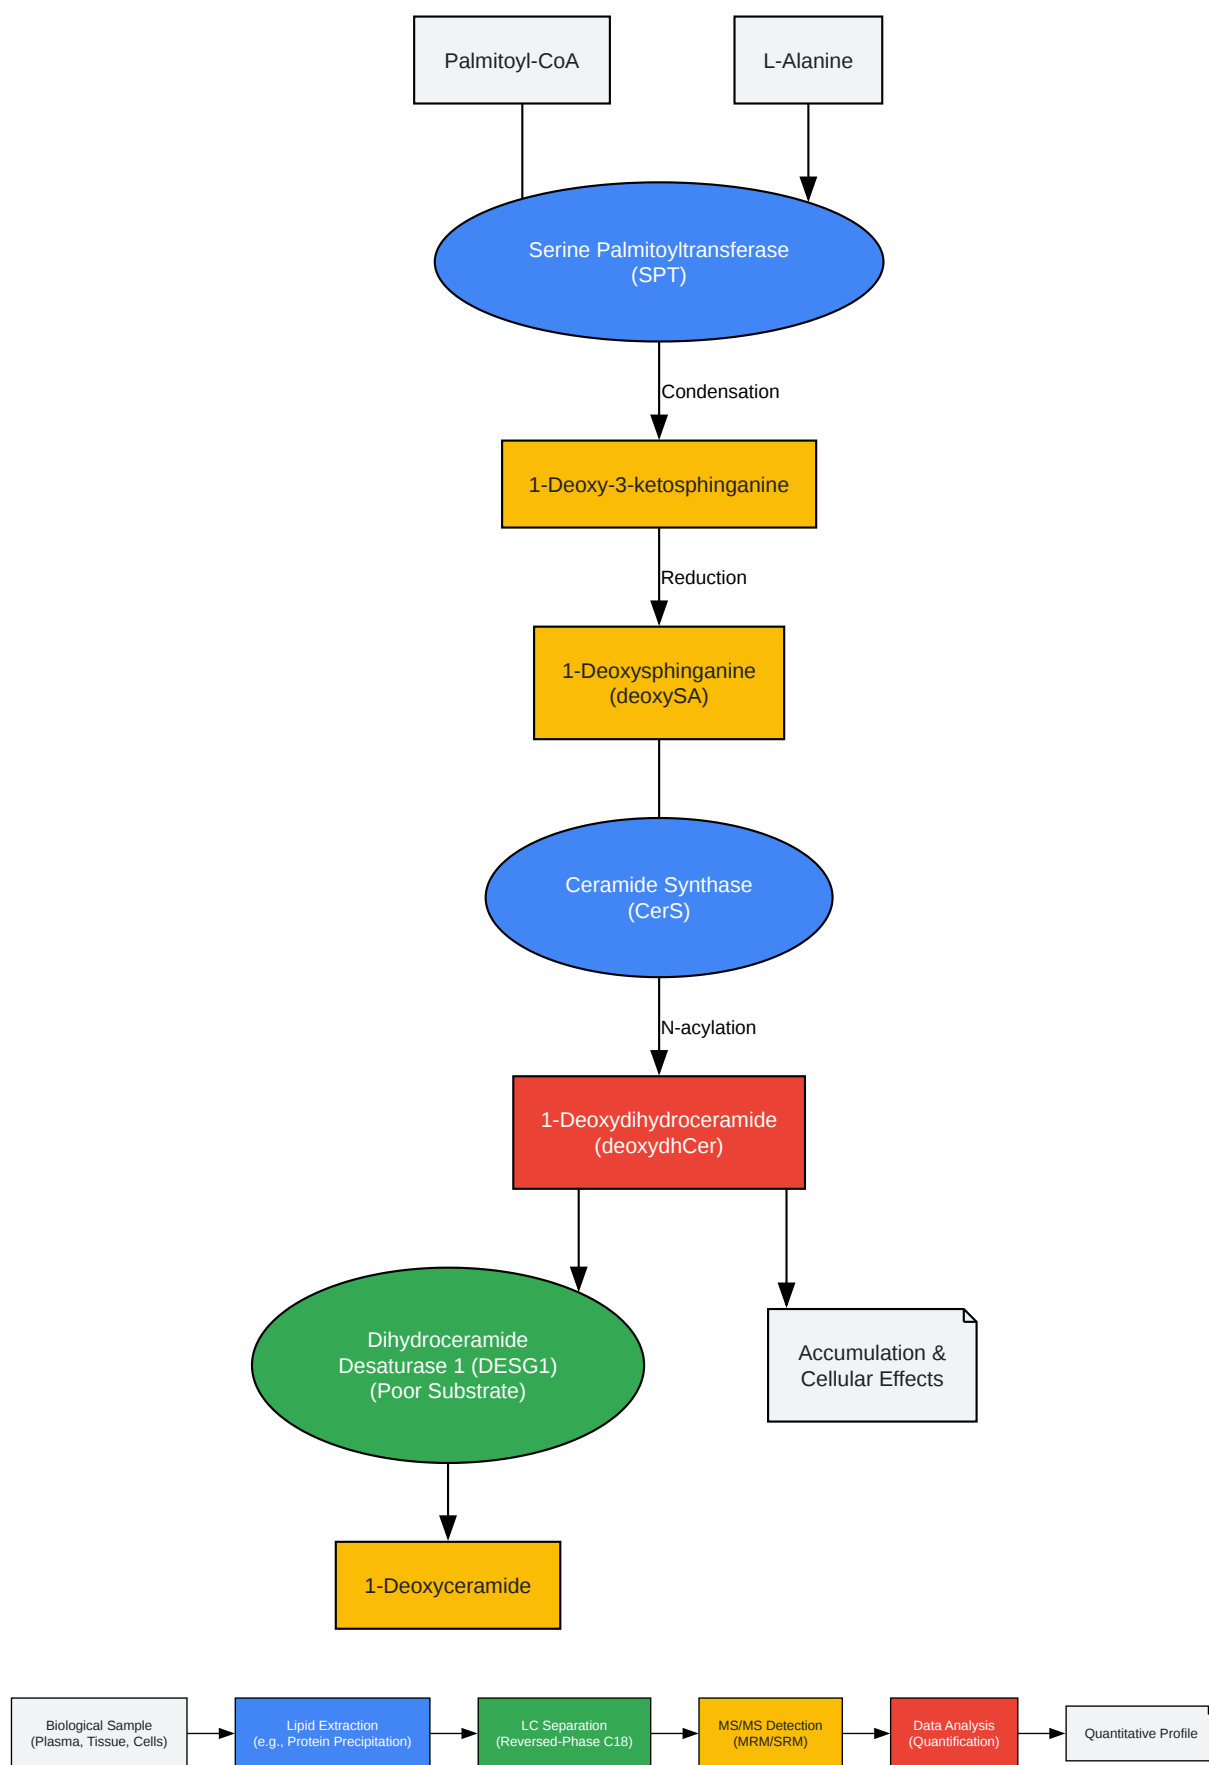 Palmitoyl-CoA
L-Alanine
Serine Palmitoyltransferase
(SPT)
Condensation
1-Deoxy-3-ketosphinganine
Reduction
1-Deoxysphinganine
(deoxySA)
Ceramide Synthase
(CerS)
N-acylation
1-Deoxydihydroceramide
(deoxydhCer)
Dihydroceramide
Desaturase 1 (DESG1)
(Poor Substrate)
Accumulation &
Cellular Effects
1-Deoxyceramide
Biological Sample
(Plasma, Tissue, Cells)
Lipid Extraction
(e.g., Protein Precipitation)
LC Separation
(Reversed-Phase C18)
MS/MS Detection
(MRM/SRM)
Data Analysis
(Quantification)
Quantitative Profile